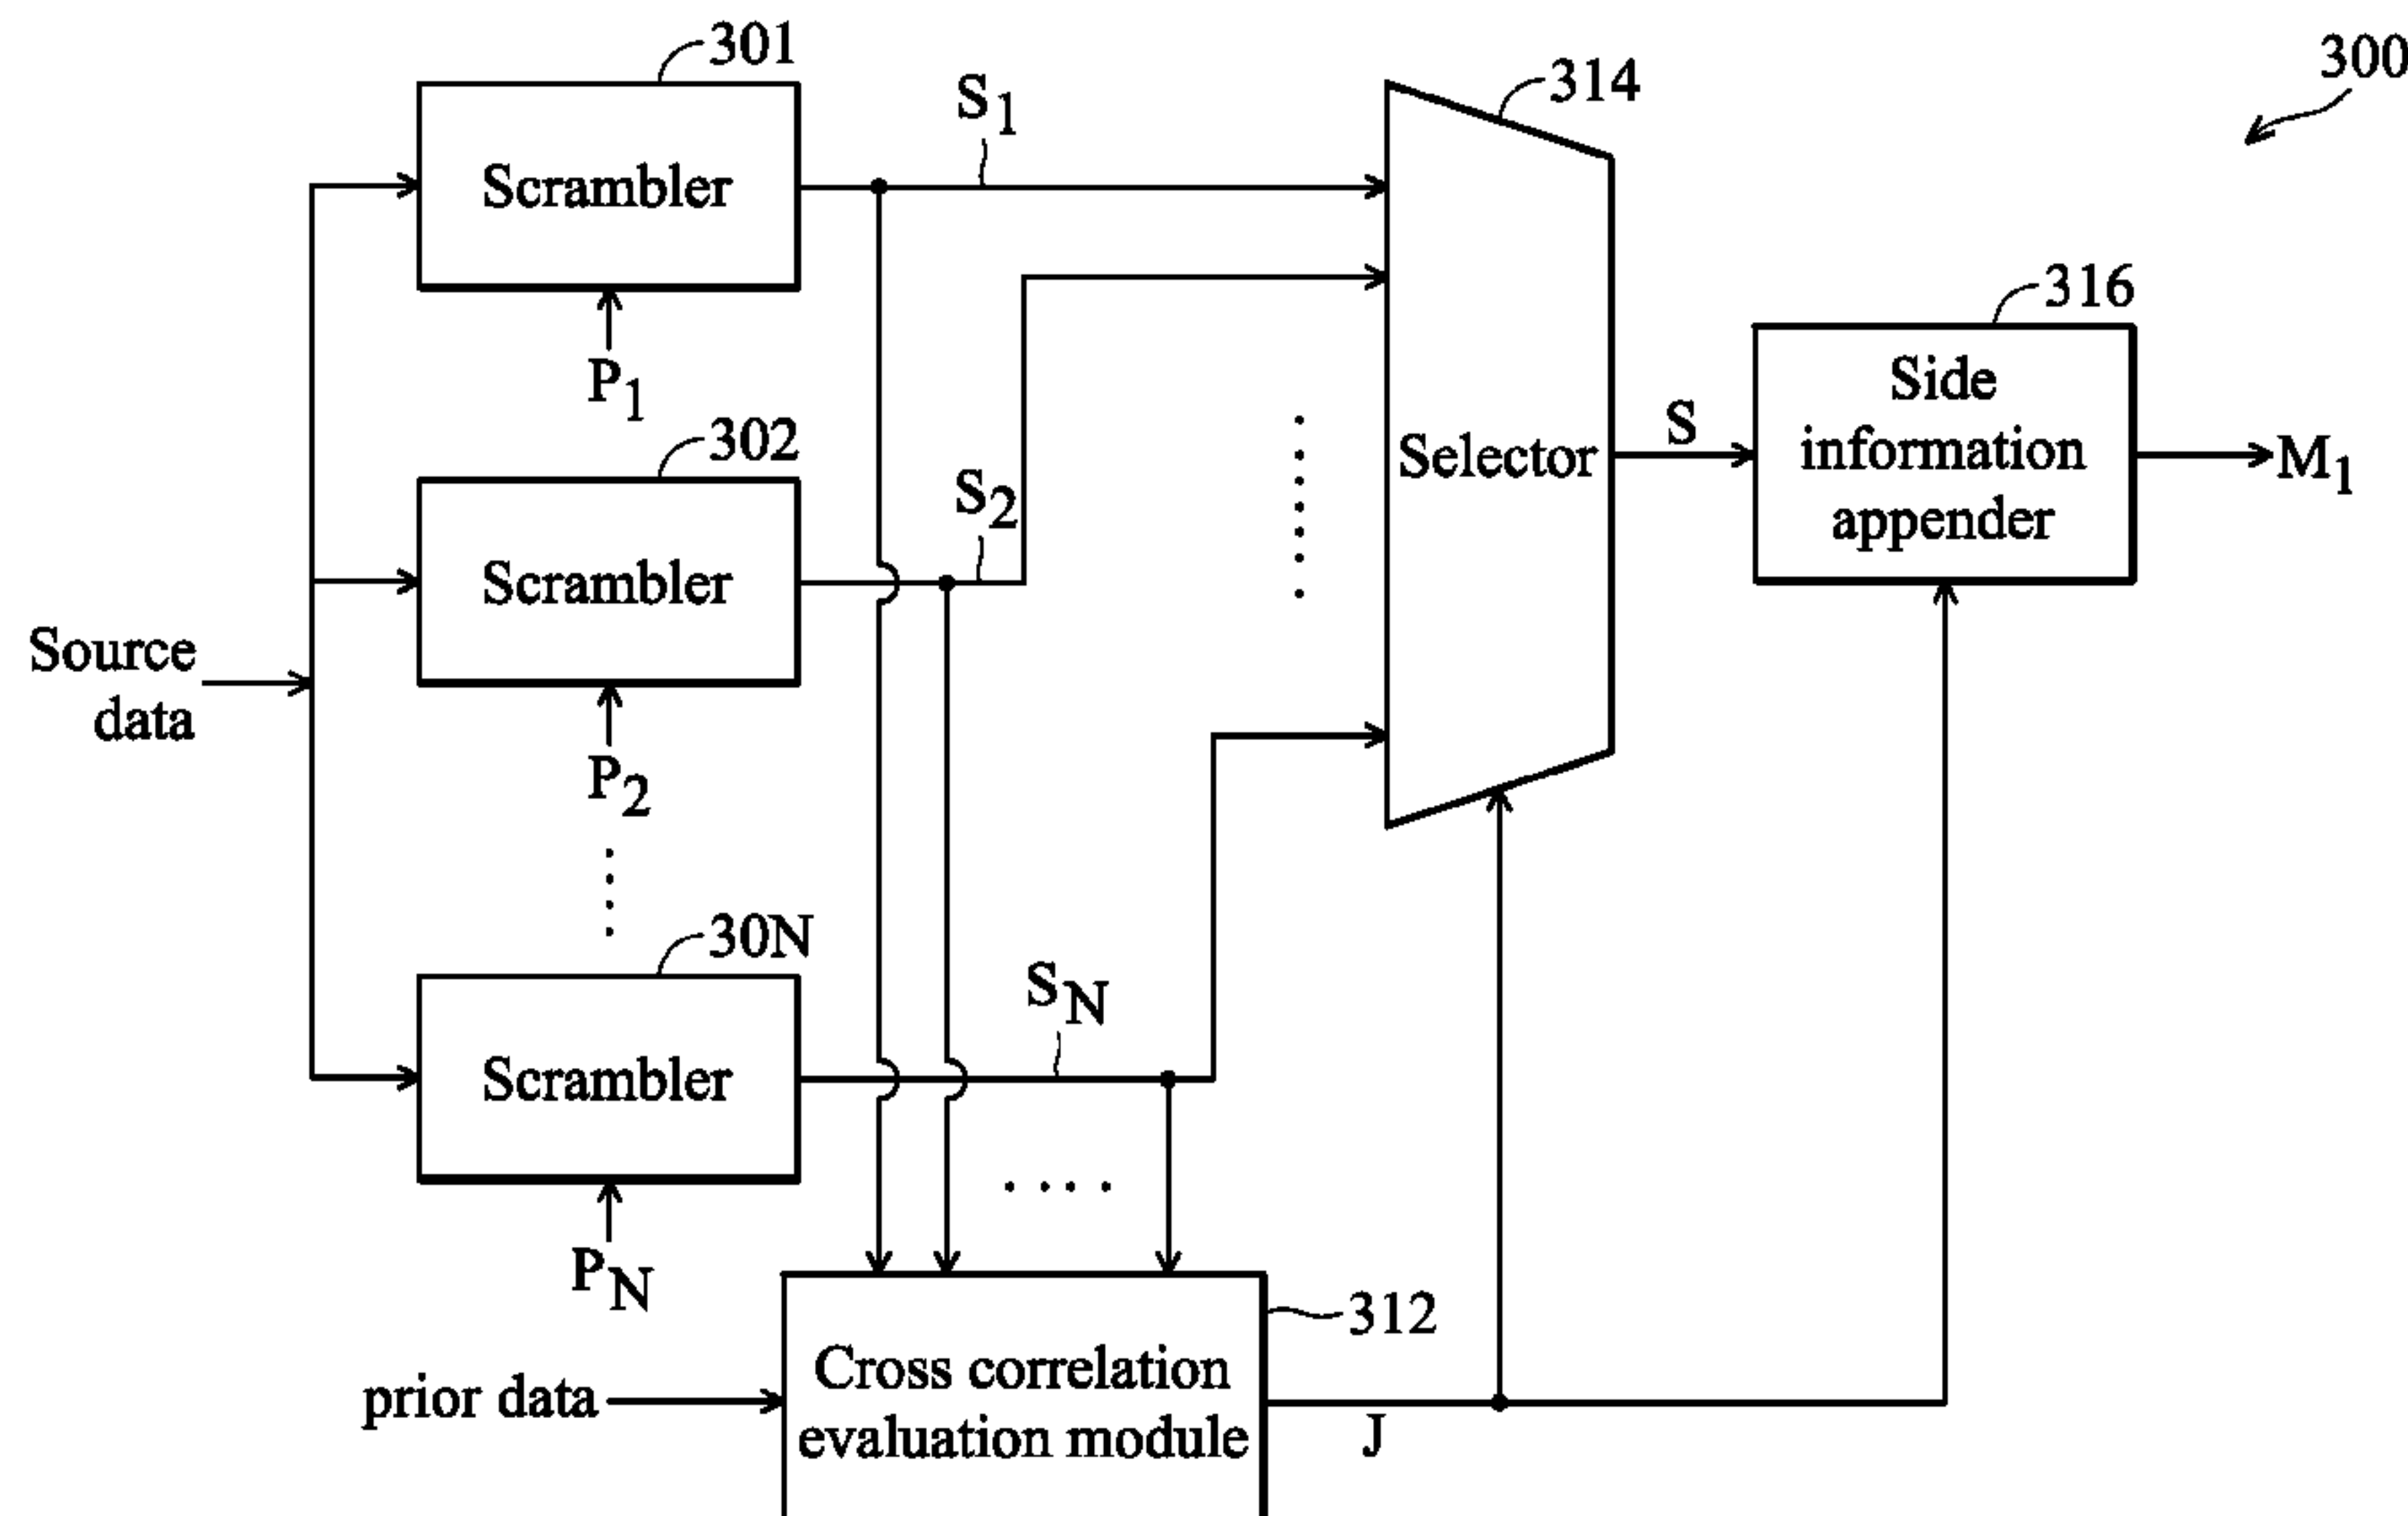 301
S1
314
300
Scrambler
P1
316
Side
information
appender
302
S2
Selector
S
M1
Scrambler
Source
data
P2
30N
SN
Scrambler
PN
312
prior data
Cross correlation
evaluation module
J